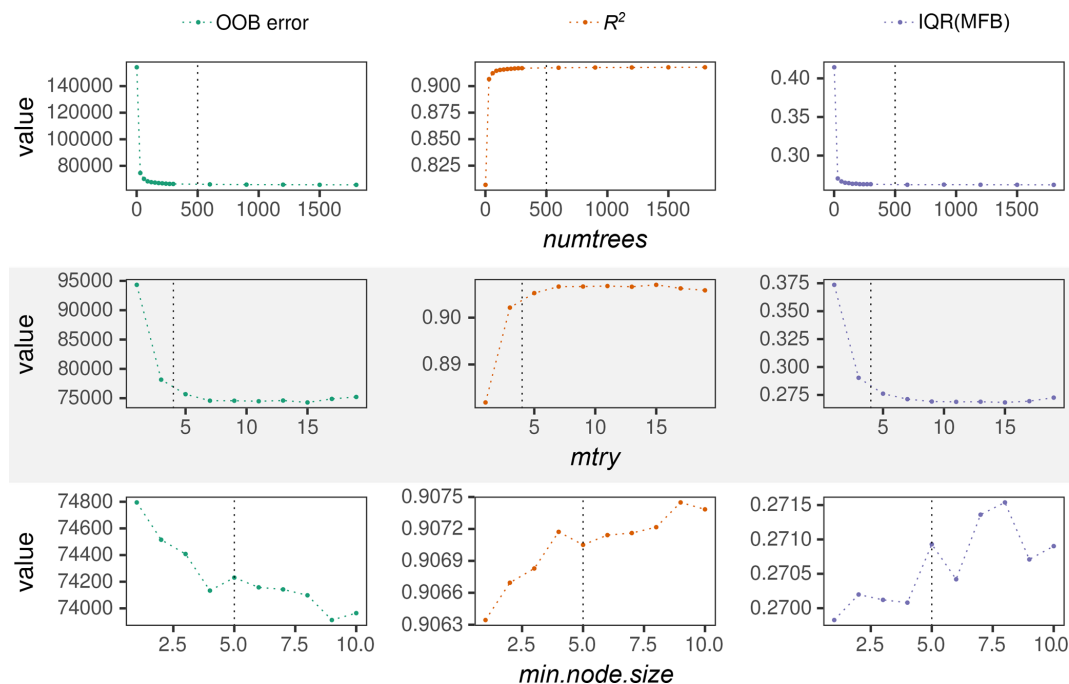 OOB error R² IQR(MFB)
value
140000
120000
100000
80000
0 500 1000 1500
0.900
0.875
0.850
0.825
0 500 1000 1500
0.40
0.35
0.30
0 500 1000 1500
numtrees
value
95000
90000
85000
80000
75000
5 10 15
0.90
0.89
5 10 15
0.375
0.350
0.325
0.300
0.275
5 10 15
mtry
value
74800
74600
74400
74200
74000
2.5 5.0 7.5 10.0
0.9075
0.9072
0.9069
0.9066
0.9063
2.5 5.0 7.5 10.0
0.2715
0.2710
0.2705
0.2700
2.5 5.0 7.5 10.0
min.node.size